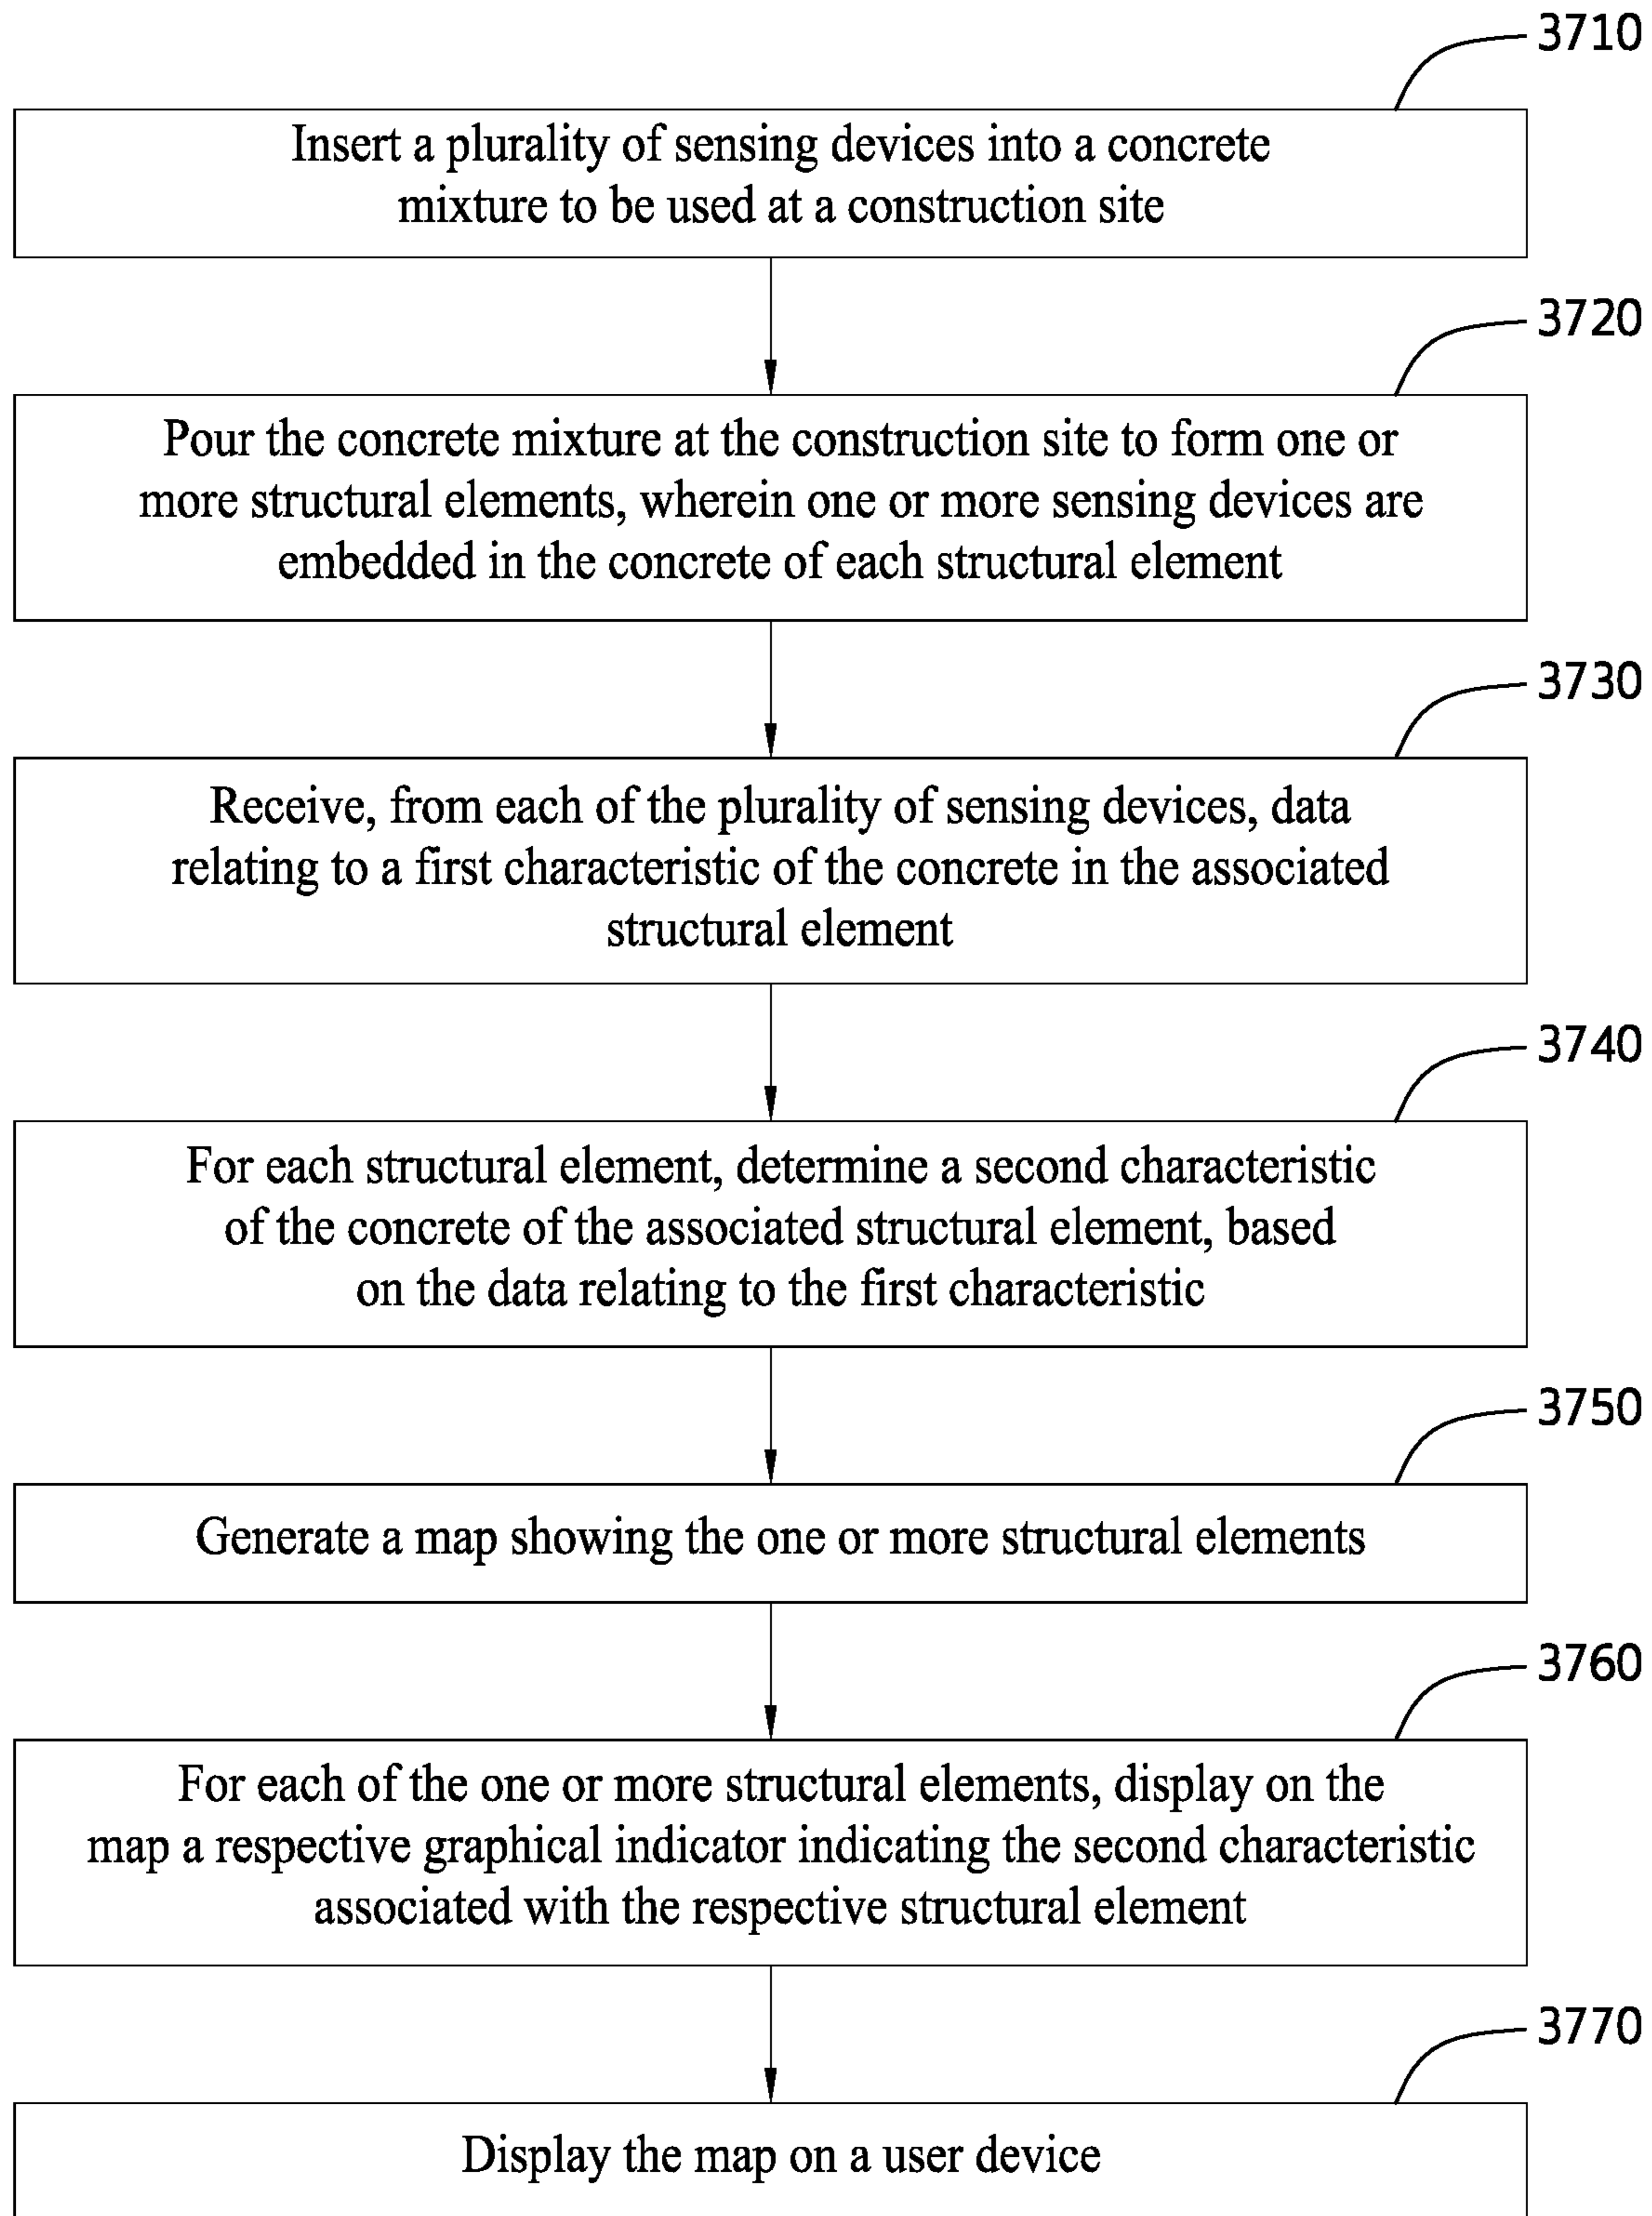 3710
Insert a plurality of sensing devices into a concrete
mixture to be used at a construction site
3720
Pour the concrete mixture at the construction site to form one or
more structural elements, wherein one or more sensing devices are
embedded in the concrete of each structural element
3730
Receive, from each of the plurality of sensing devices, data
relating to a first characteristic of the concrete in the associated
structural element
3740
For each structural element, determine a second characteristic
of the concrete of the associated structural element, based
on the data relating to the first characteristic
3750
Generate a map showing the one or more structural elements
3760
For each of the one or more structural elements, display on the
map a respective graphical indicator indicating the second characteristic
associated with the respective structural element
3770
Display the map on a user device